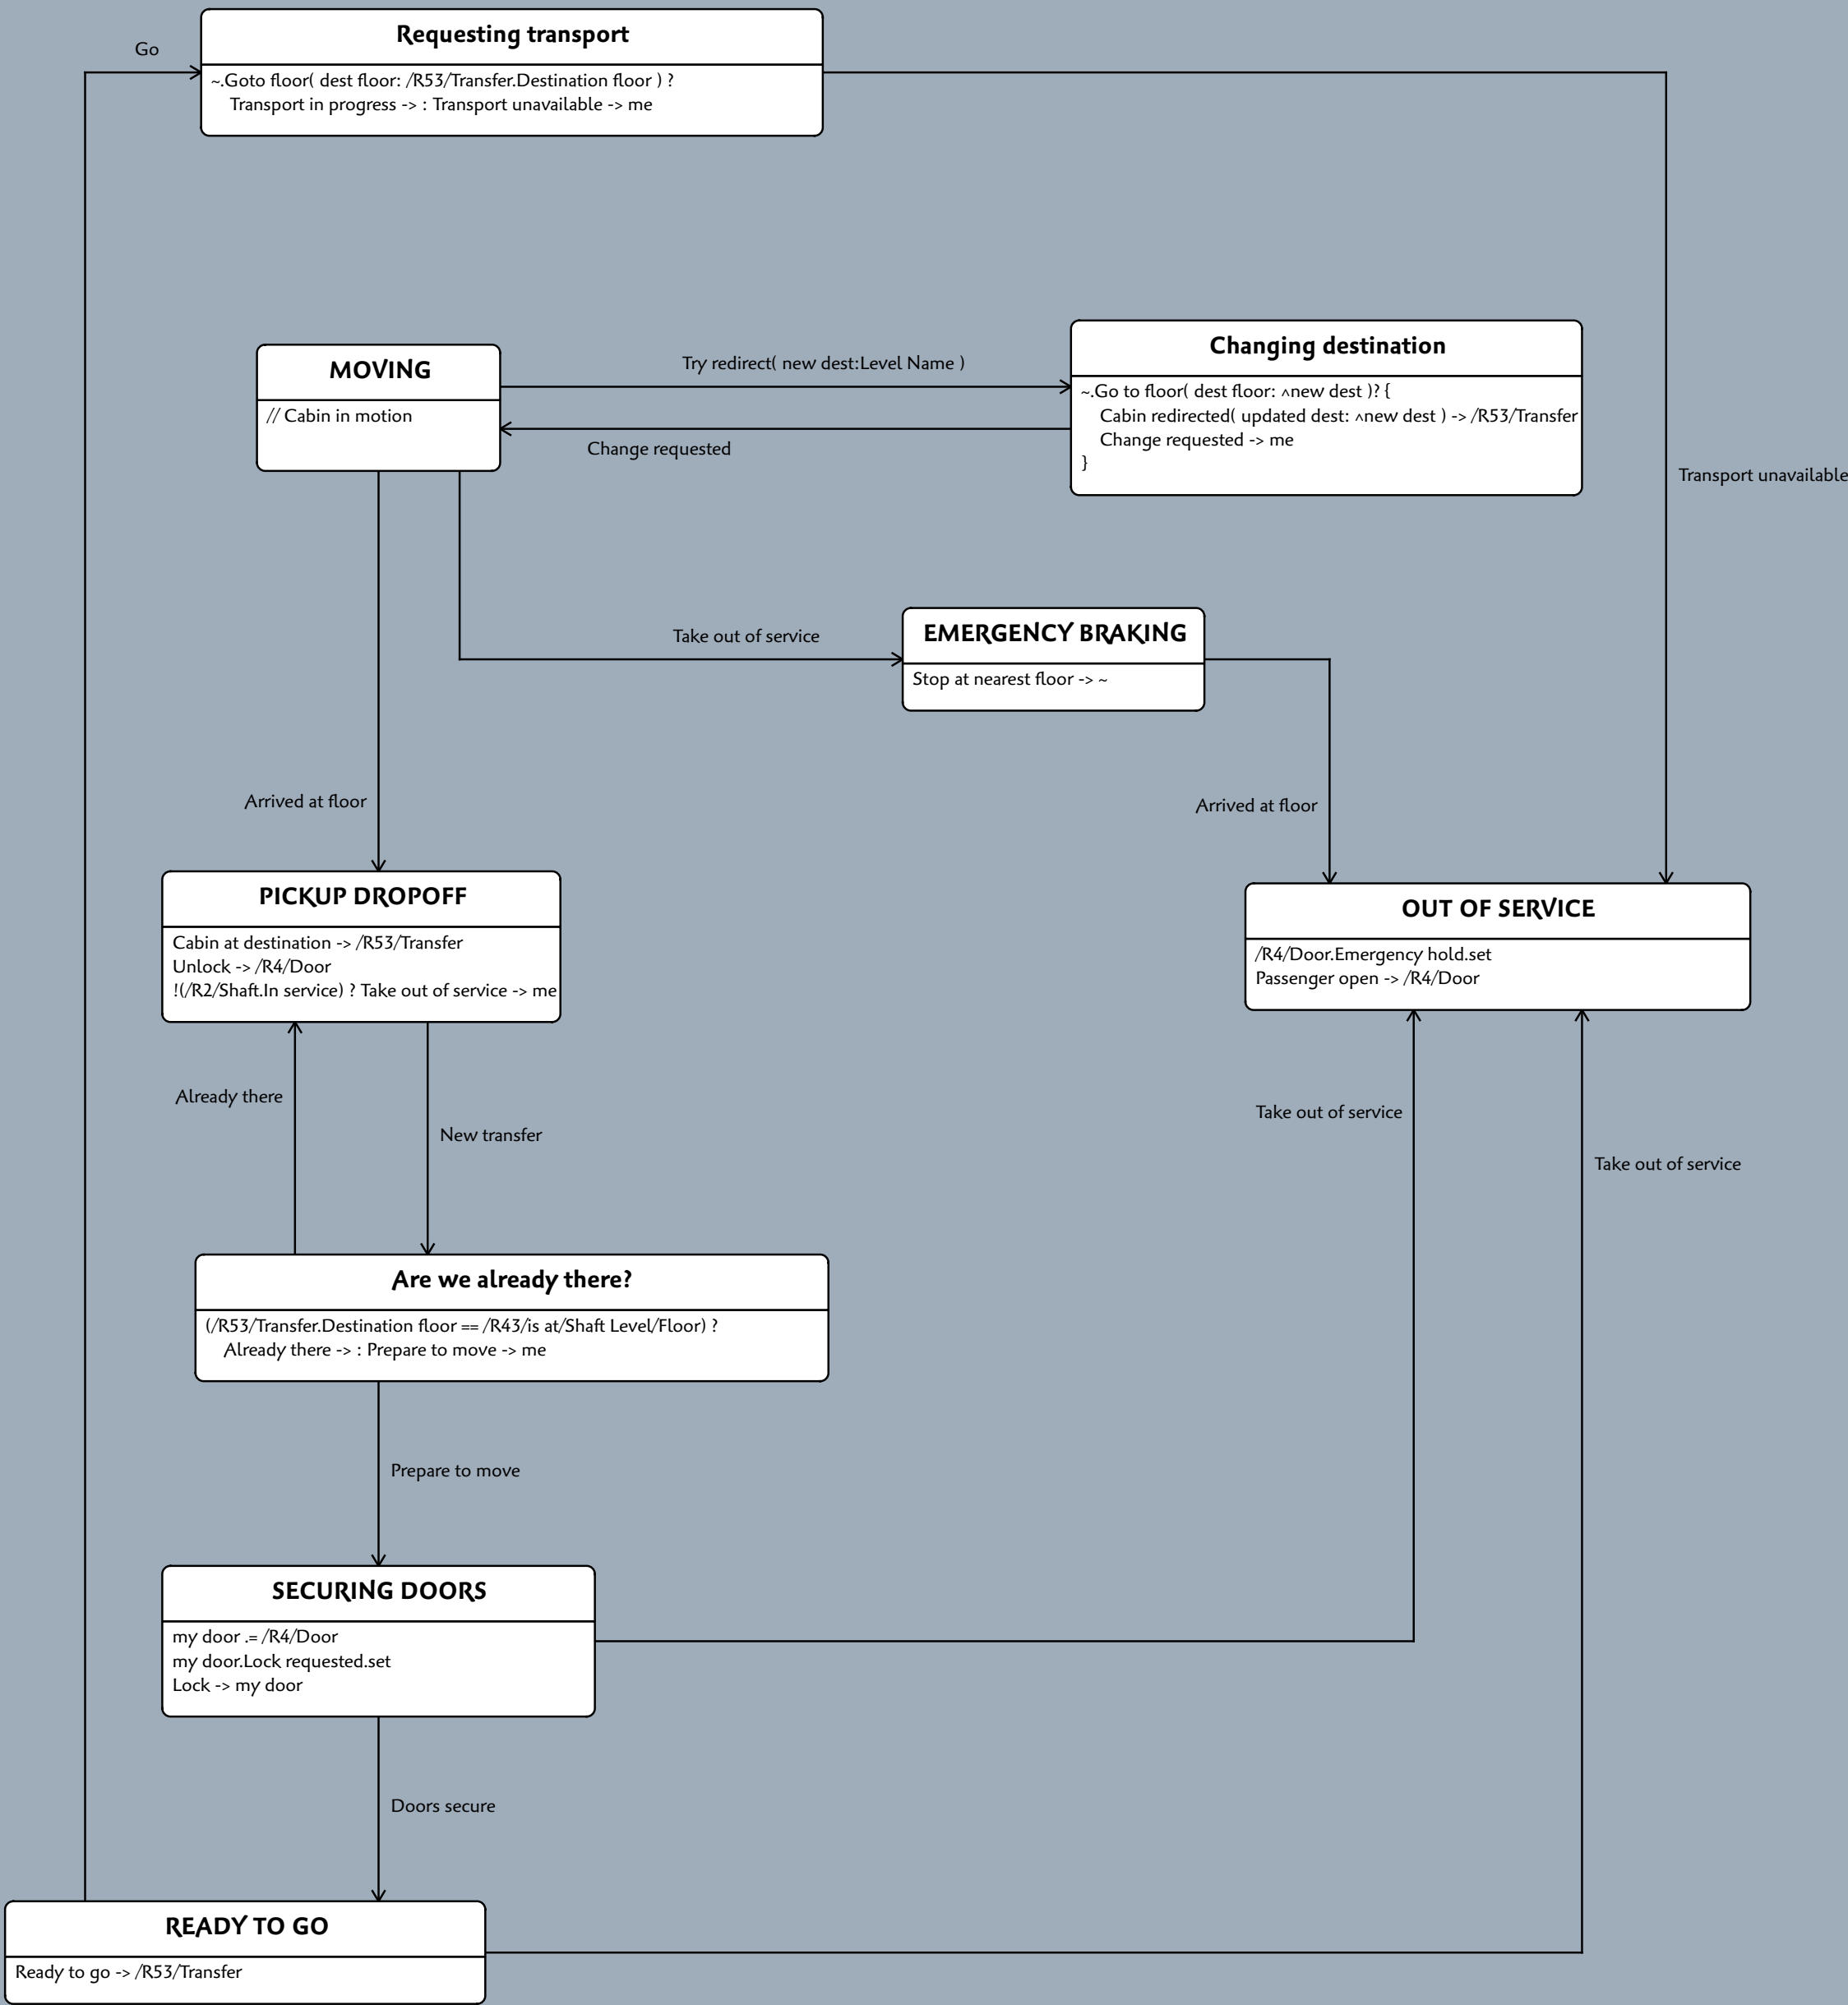 Requesting transport
Go
~.Goto floor( dest floor: /R53/Transfer.Destination floor ) ?
Transport in progress -> : Transport unavailable -> me
Changing destination
MOVING
Try redirect( new dest:Level Name )
~.Go to floor( dest floor: ^new dest )? {
// Cabin in motion
Cabin redirected( updated dest: ^new dest ) -> /R53/Transfer
Change requested -> me
Change requested
}
Transport unavailable
EMERGENCY BRAKING
Take out of service
Stop at nearest floor -> ~
Arrived at floor
Arrived at floor
PICKUP DROPOFF
OUT OF SERVICE
Cabin at destination -> /R53/Transfer
Unlock -> /R4/Door
!(/R2/Shaft.In service) ? Take out of service -> me
/R4/Door.Emergency hold.set
Passenger open -> /R4/Door
Already there
Take out of service
New transfer
Take out of service
Are we already there?
(/R53/Transfer.Destination floor == /R43/is at/Shaft Level/Floor) ?
Already there -> : Prepare to move -> me
Prepare to move
SECURING DOORS
my door .= /R4/Door
my door.Lock requested.set
Lock -> my door
Doors secure
READY TO GO
Ready to go -> /R53/Transfer